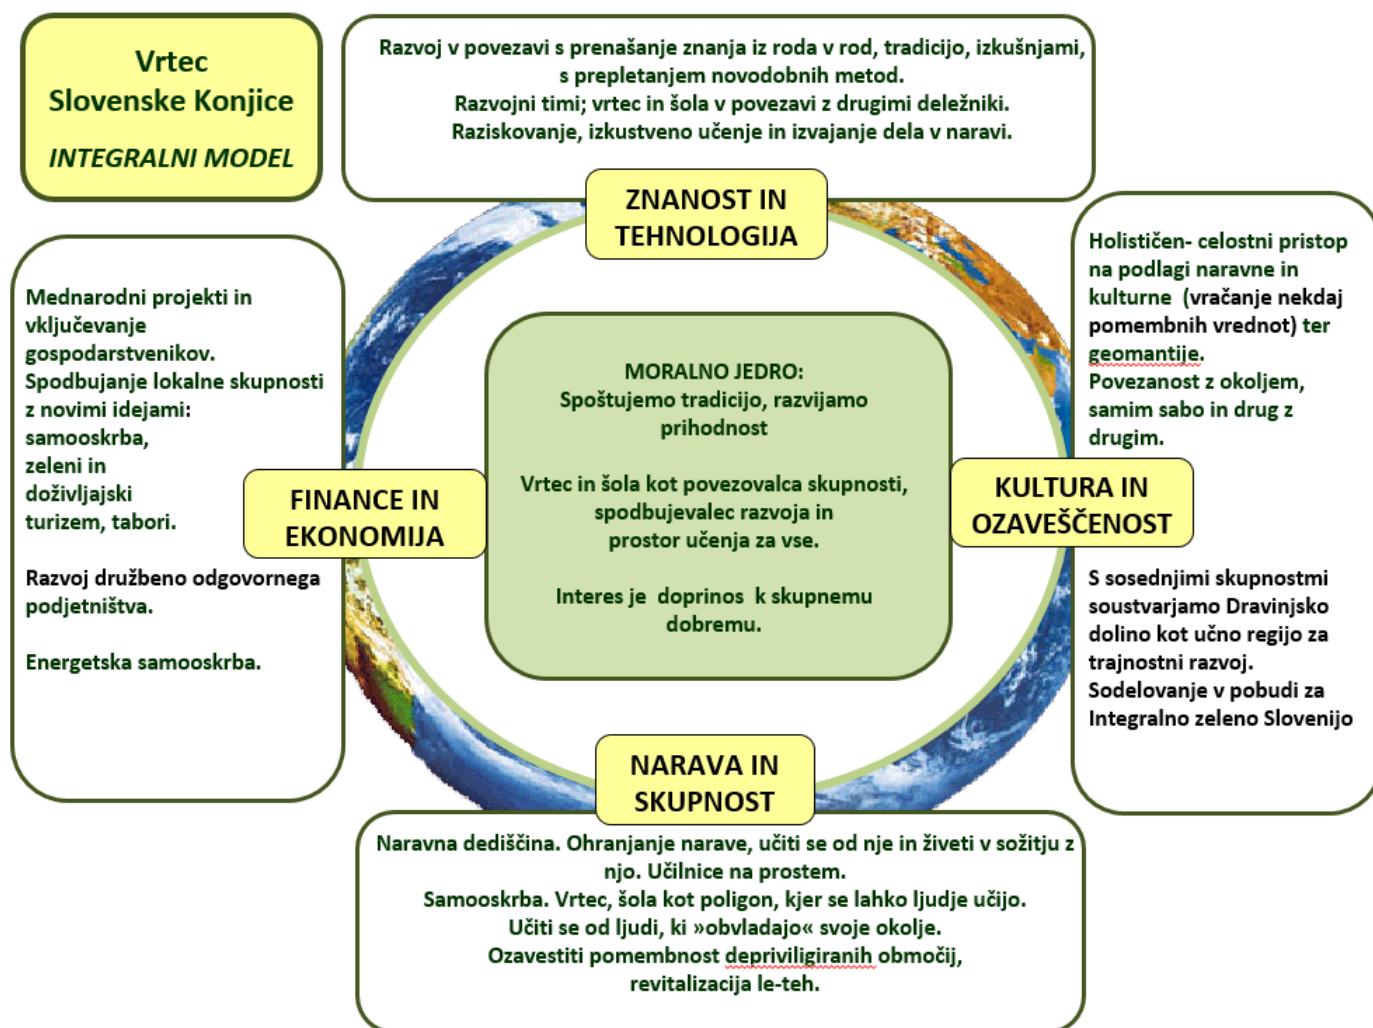 Vrtec
Slovenske Konjice
INTEGRALNI MODEL
Razvoj v povezavi s prenašanje znanja iz roda v rod, tradicijo, izkušnjami,
s prepletanjem novodobnih metod.
Razvojni timi; vrtec in šola v povezavi z drugimi deležniki.
Raziskovanje, izkustveno učenje in izvajanje dela v naravi.
ZNANOST IN
TEHNOLOGIJA
Mednarodni projekti in
vključevanje
gospodarstvenikov.
Spodbujanje lokalne skupnosti
z novimi idejami:
samooskrba,
zeleni in
doživljajski
turizem, tabori.
Razvoj družbeno odgovornega
podjetništva.
Energetska samooskrba.
FINANCE IN
EKONOMIJA
MORALNO JEDRO:
Spoštujemo tradicijo, razvijamo
prihodnost
Vrtec in šola kot povezovalca skupnosti,
spodbujevalec razvoja in
prostor učenja za vse.
Interes je  doprinos  k skupnemu
dobremu.
Holističen- celostni pristop
na podlagi naravne in
kulturne  (vračanje nekdaj
pomembnih vrednot) ter
geomantije.
Povezanost z okoljem,
samim sabo in drug z
drugim.
KULTURA IN
OZAVEŠČENOST
S sosednjimi skupnostmi
soustvarjamo Dravinjsko
dolino kot učno regijo za
trajnostni razvoj.
Sodelovanje v pobudi za
Integralno zeleno Slovenijo
NARAVA IN
SKUPNOST
Naravna dediščina. Ohranjanje narave, učiti se od nje in živeti v sožitju z
njo. Učilnice na prostem.
Samooskrba. Vrtec, šola kot poligon, kjer se lahko ljudje učijo.
Učiti se od ljudi, ki »obvladajo« svoje okolje.
Ozavestiti pomembnost depriviligiranih območij,
revitalizacija le-teh.